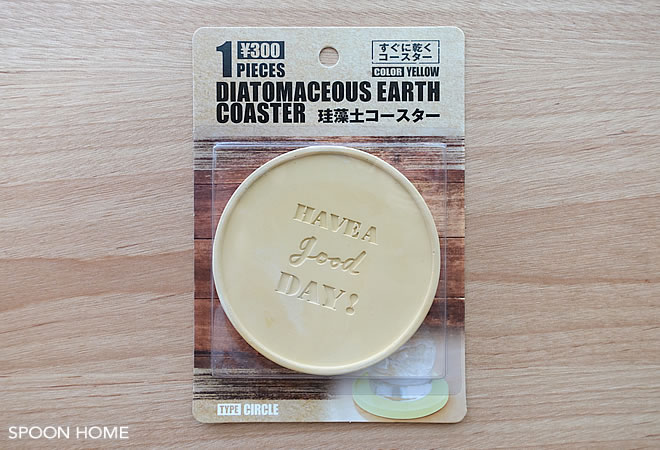 1 PIECES ¥300
すぐに乾く
コースター
COLOR YELLOW
DIATOMACEOUS EARTH
COASTER 珪藻土コースター
HAVE A
good
DAY!
TYPE CIRCLE
SPOON HOME